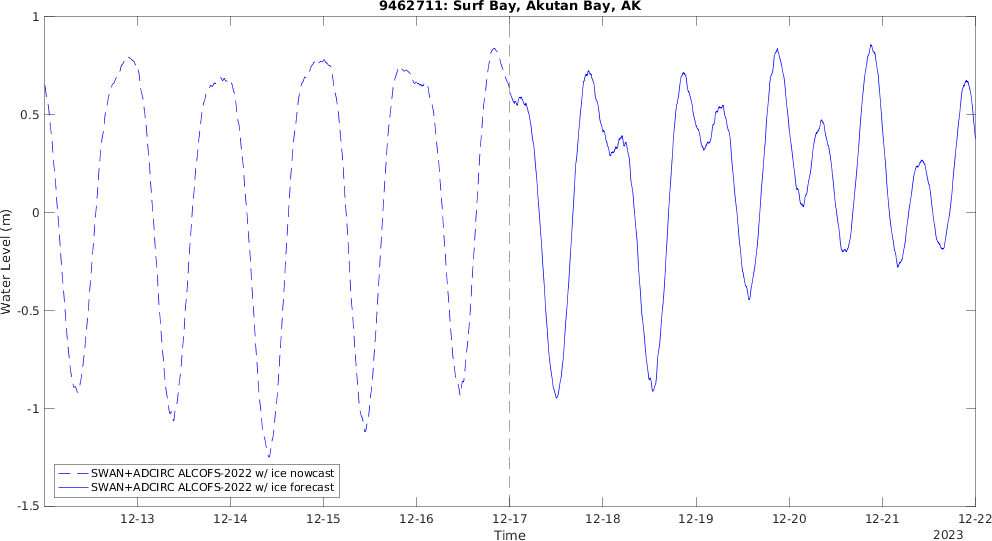 9462711: Surf Bay, Akutan Bay, AK
1
0.5
0
-0.5
-1
-1.5
Water Level (m)
SWAN+ADCIRC ALCOFS-2022 w/ ice nowcast
SWAN+ADCIRC ALCOFS-2022 w/ ice forecast
12-13 12-14 12-15 12-16 12-17 12-18 12-19 12-20 12-21 12-22
Time
2023